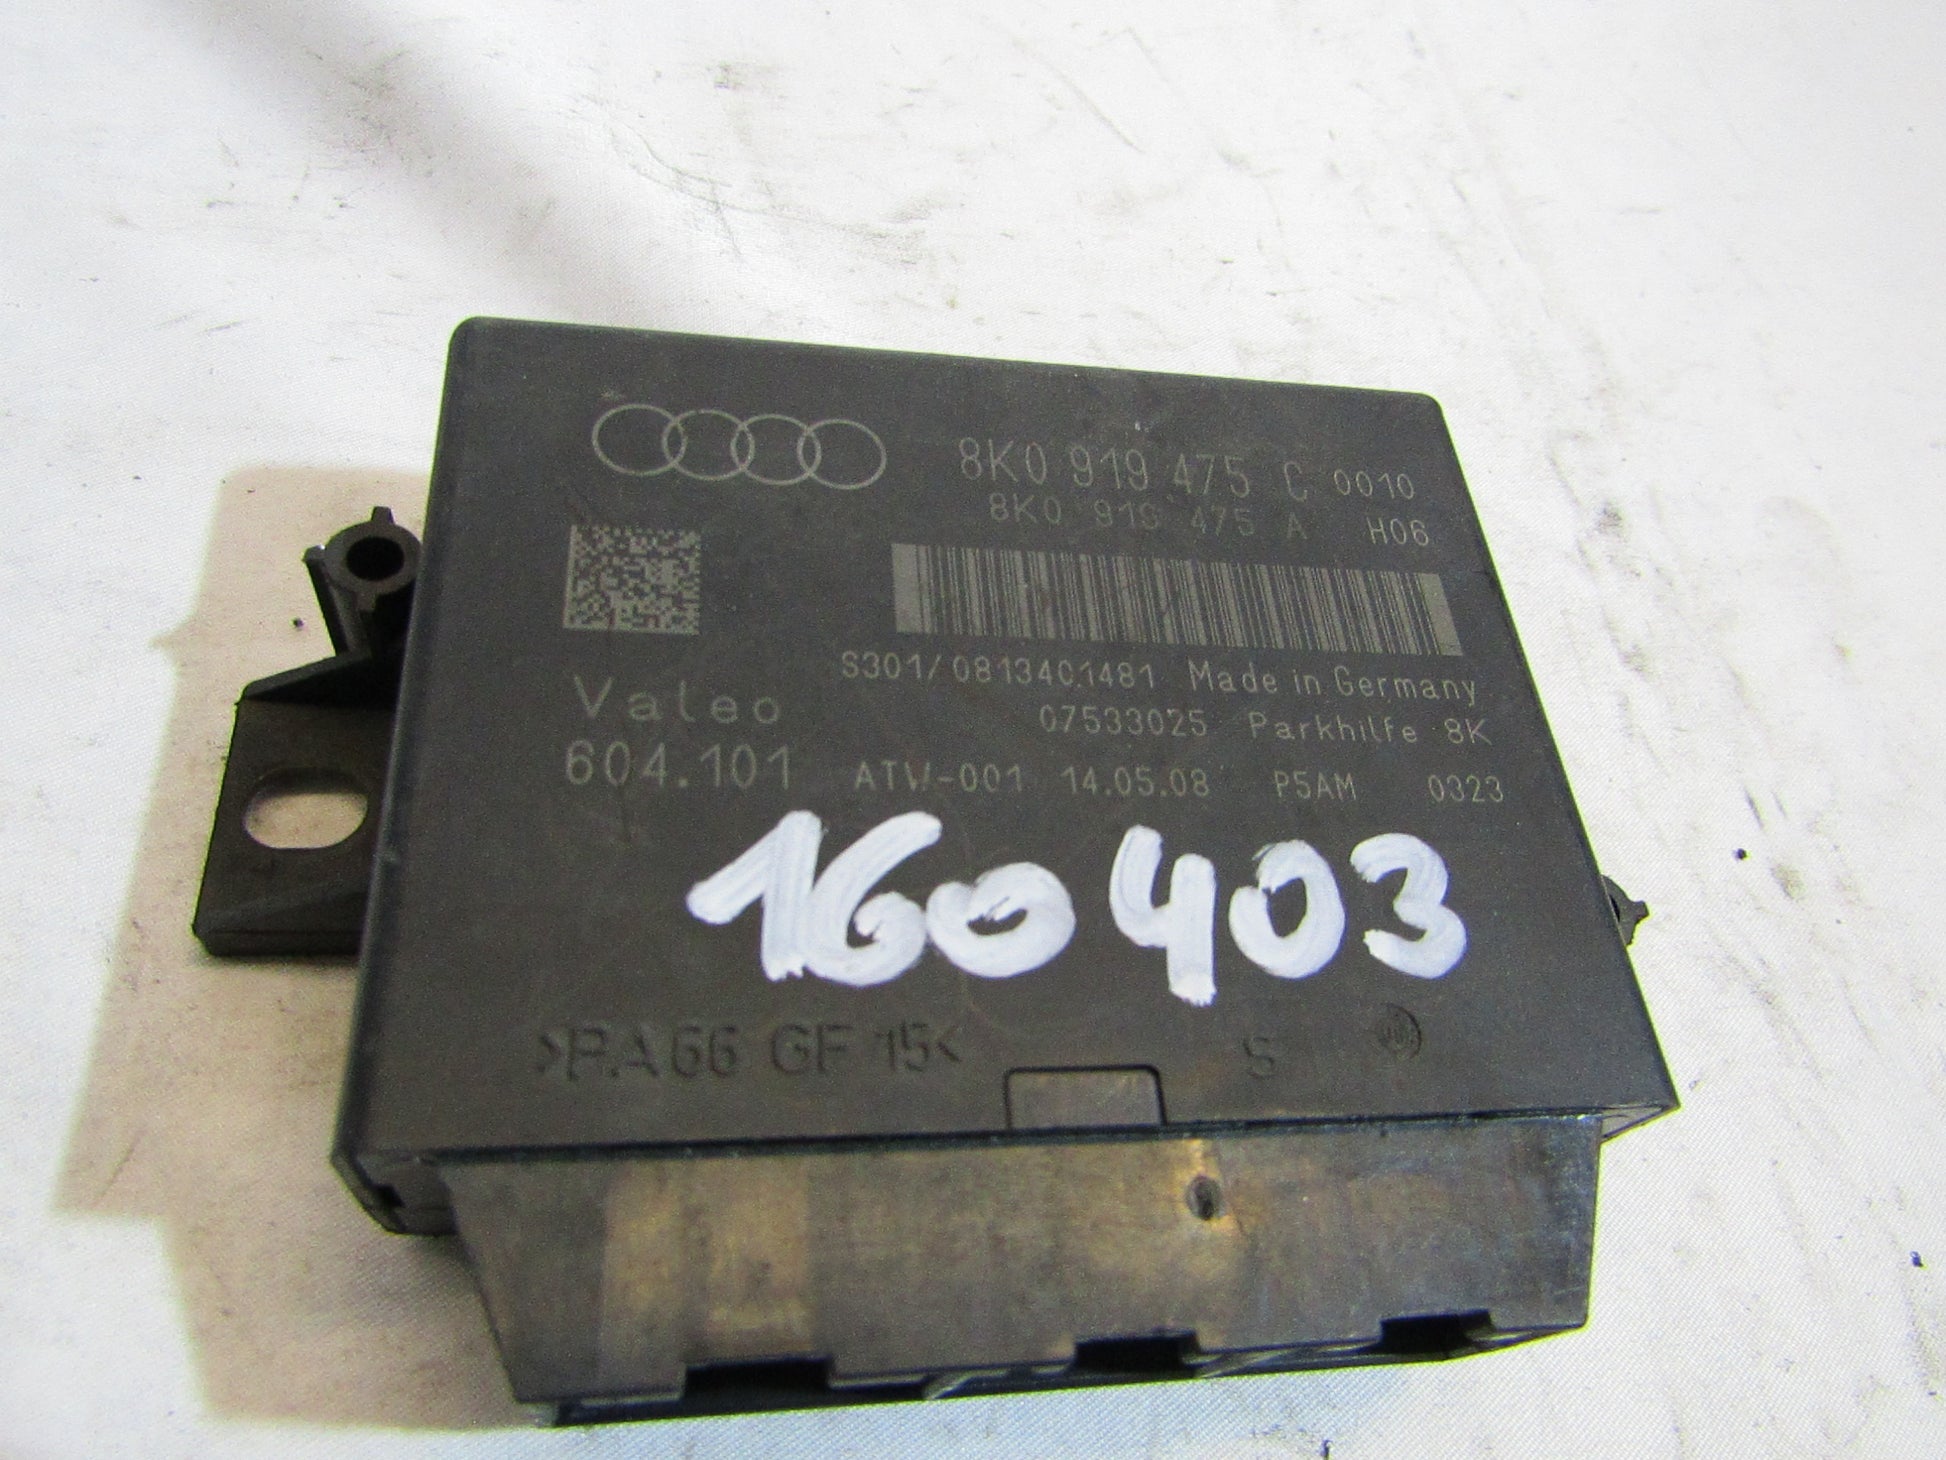 8K0 919 475 C 0010
8K0 919 475 A H06
S301/0813401481 Made in Germany
Valeo 07533025 Parkhilfe 8K
604.101 ATW-001 14.05.08 P5AM 0323
160403
>PA66 GF 15< S